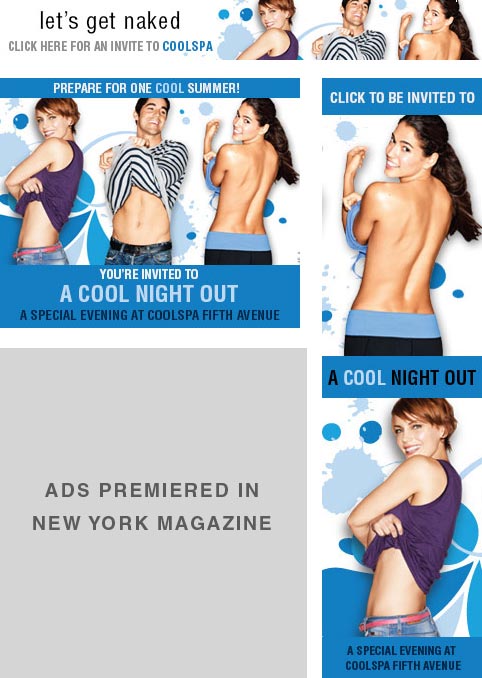 let's get naked
CLICK HERE FOR AN INVITE TO COOLSPA
PREPARE FOR ONE COOL SUMMER!
YOU'RE INVITED TO
A COOL NIGHT OUT
A SPECIAL EVENING AT COOLSPA FIFTH AVENUE
CLICK TO BE INVITED TO
A COOL NIGHT OUT
A SPECIAL EVENING AT
COOLSPA FIFTH AVENUE
ADS PREMIERED IN
NEW YORK MAGAZINE